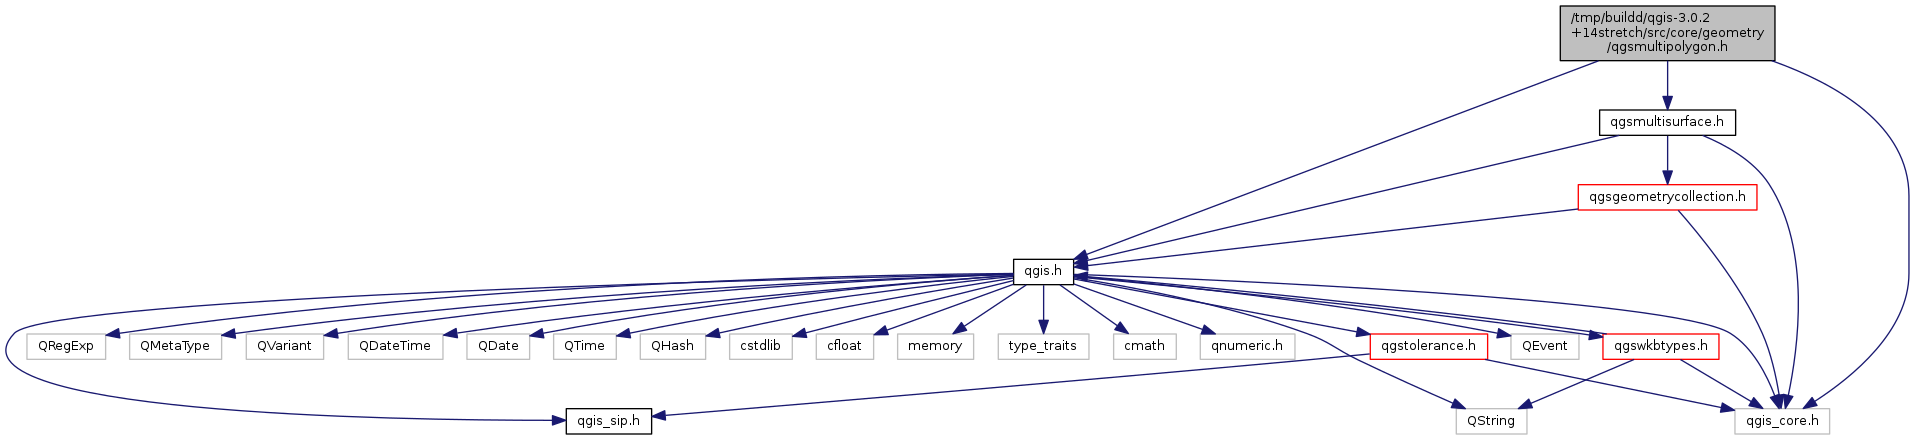 /tmp/buildd/qgis-3.0.2
+14stretch/src/core/geometry
/qgsmultipolygon.h
qgsmultisurface.h
qgsgeometrycollection.h
qgis.h
QRegExp
QMetaType
QVariant
QDateTime
QDate
QTime
QHash
cstdlib
cfloat
memory
type_traits
cmath
qnumeric.h
qgstolerance.h
QEvent
qgswkbtypes.h
qgis_sip.h
QString
qgis_core.h